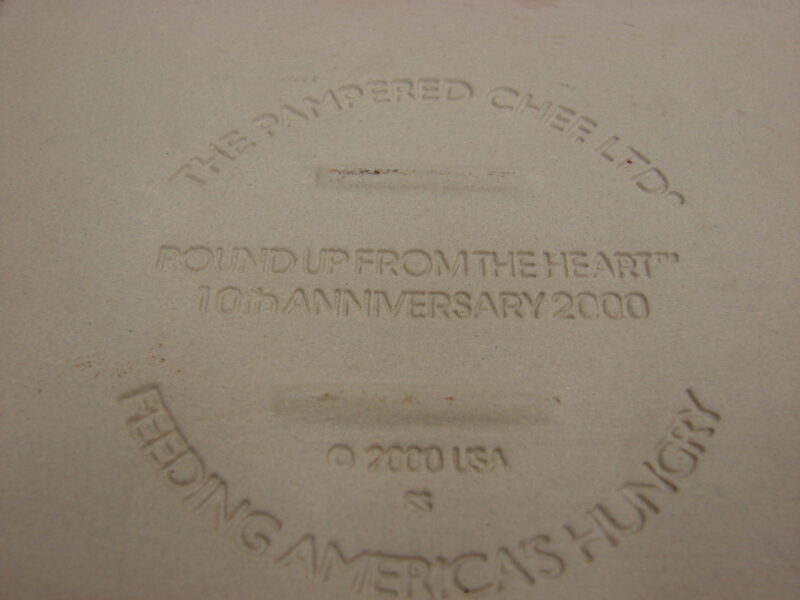 THE PAMPERED CHEF, LTD.
ROUND UP FROM THE HEART™
10th ANNIVERSARY 2000
© 2000 USA
FEEDING AMERICA'S HUNGRY